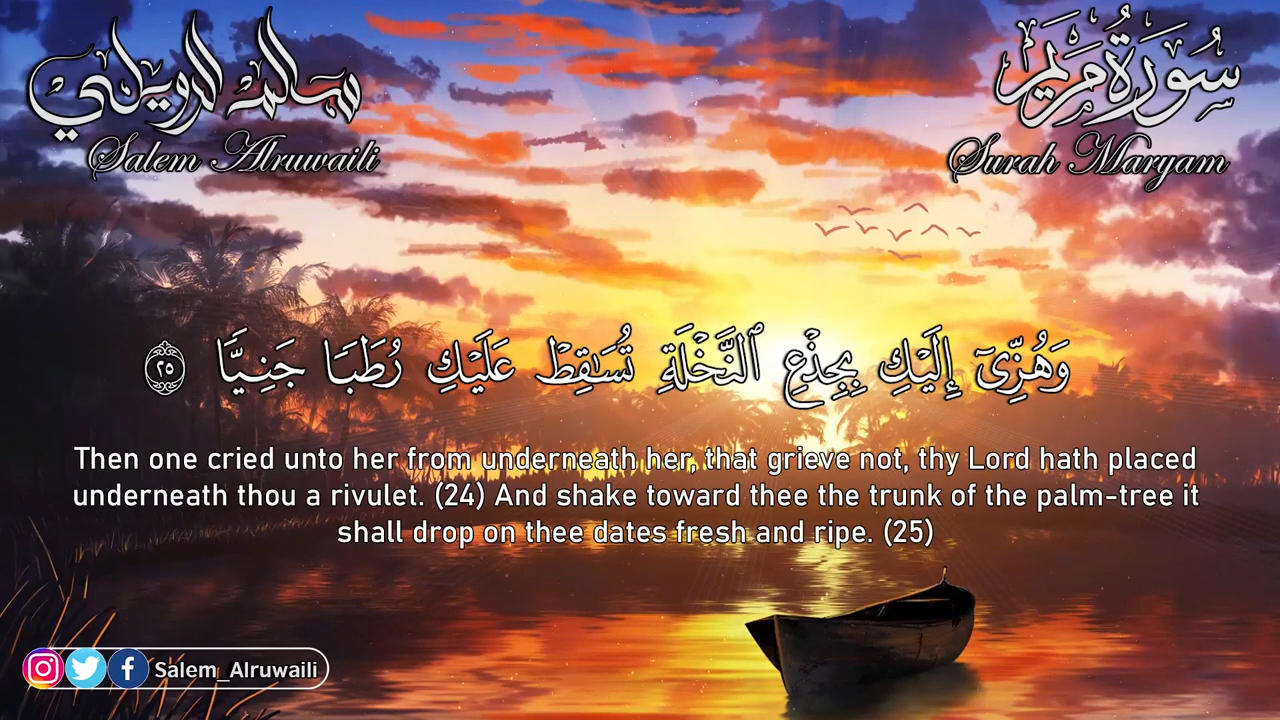 سالم الرويلي
Salem Alruwaili
سُورَةُ مَرْيَم
Surah Maryam
وَهُزِّىٓ إِلَيْكِ بِجِذْعِ ٱلنَّخْلَةِ تُسَـٰقِطْ عَلَيْكِ رُطَبًا جَنِيًّا ٢٥
Then one cried unto her from underneath her, that grieve not, thy Lord hath placed
underneath thou a rivulet. (24) And shake toward thee the trunk of the palm-tree it
shall drop on thee dates fresh and ripe. (25)
Salem_Alruwaili